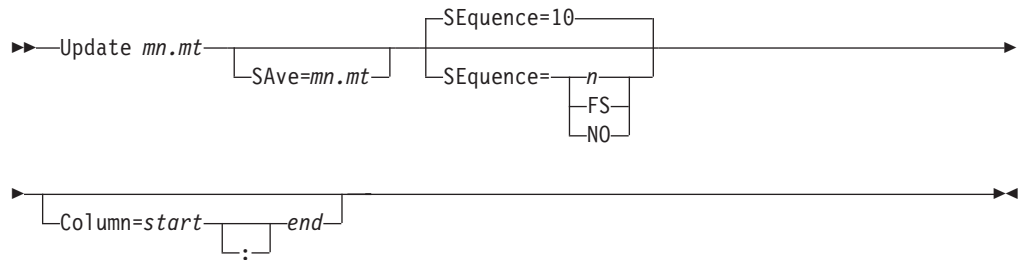 SEquence=10
Update mn.mt
SAve=mn.mt
SEquence= n
FS
NO
Column=start end
: